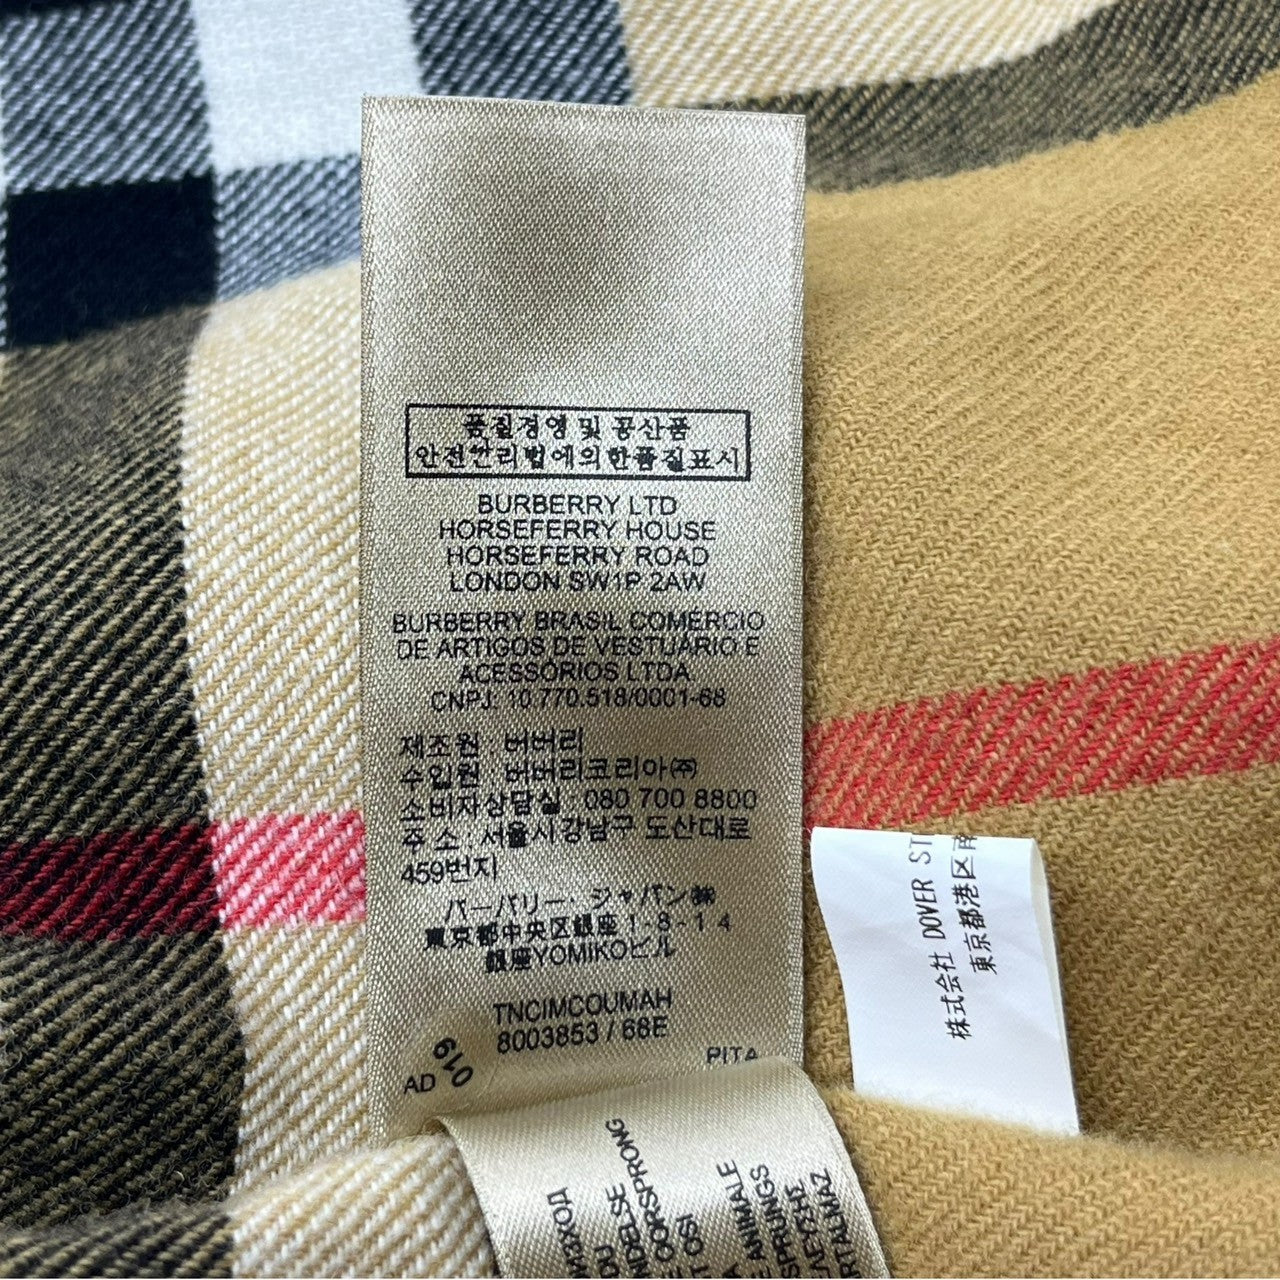 품질경영 및 공산품
안전관리법에의한품질표시
BURBERRY LTD
HORSEFERRY HOUSE
HORSEFERRY ROAD
LONDON SW1P 2AW
BURBERRY BRASIL COMÉRCIO
DE ARTIGOS DE VESTUÁRIO E
ACESSÓRIOS LTDA
CNPJ: 10.770.518/0001-68
제조원 : 버버리
수입원 : 버버리코리아㈜
소비자상담실 : 080 700 8800
주소 : 서울시강남구 도산대로
459번지
バーバリー・ジャパン㈱
東京都中央区銀座1-8-14
銀座YOMIKOビル
TNCIMCOUMAH
8003853 / 68E
AD 019 PITA
株式会社 DOVER ST
東京都港区南
DU
ANIMALE